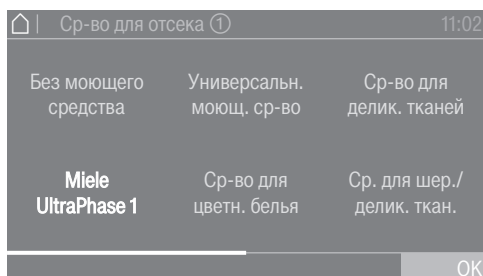 Ср-во для отсека ① 11:02
Без моющего средства
Универсальн. моющ. ср-во
Ср-во для делик. тканей
Miele UltraPhase 1
Ср-во для цветн. белья
Ср. для шер./ делик. ткан.
OK